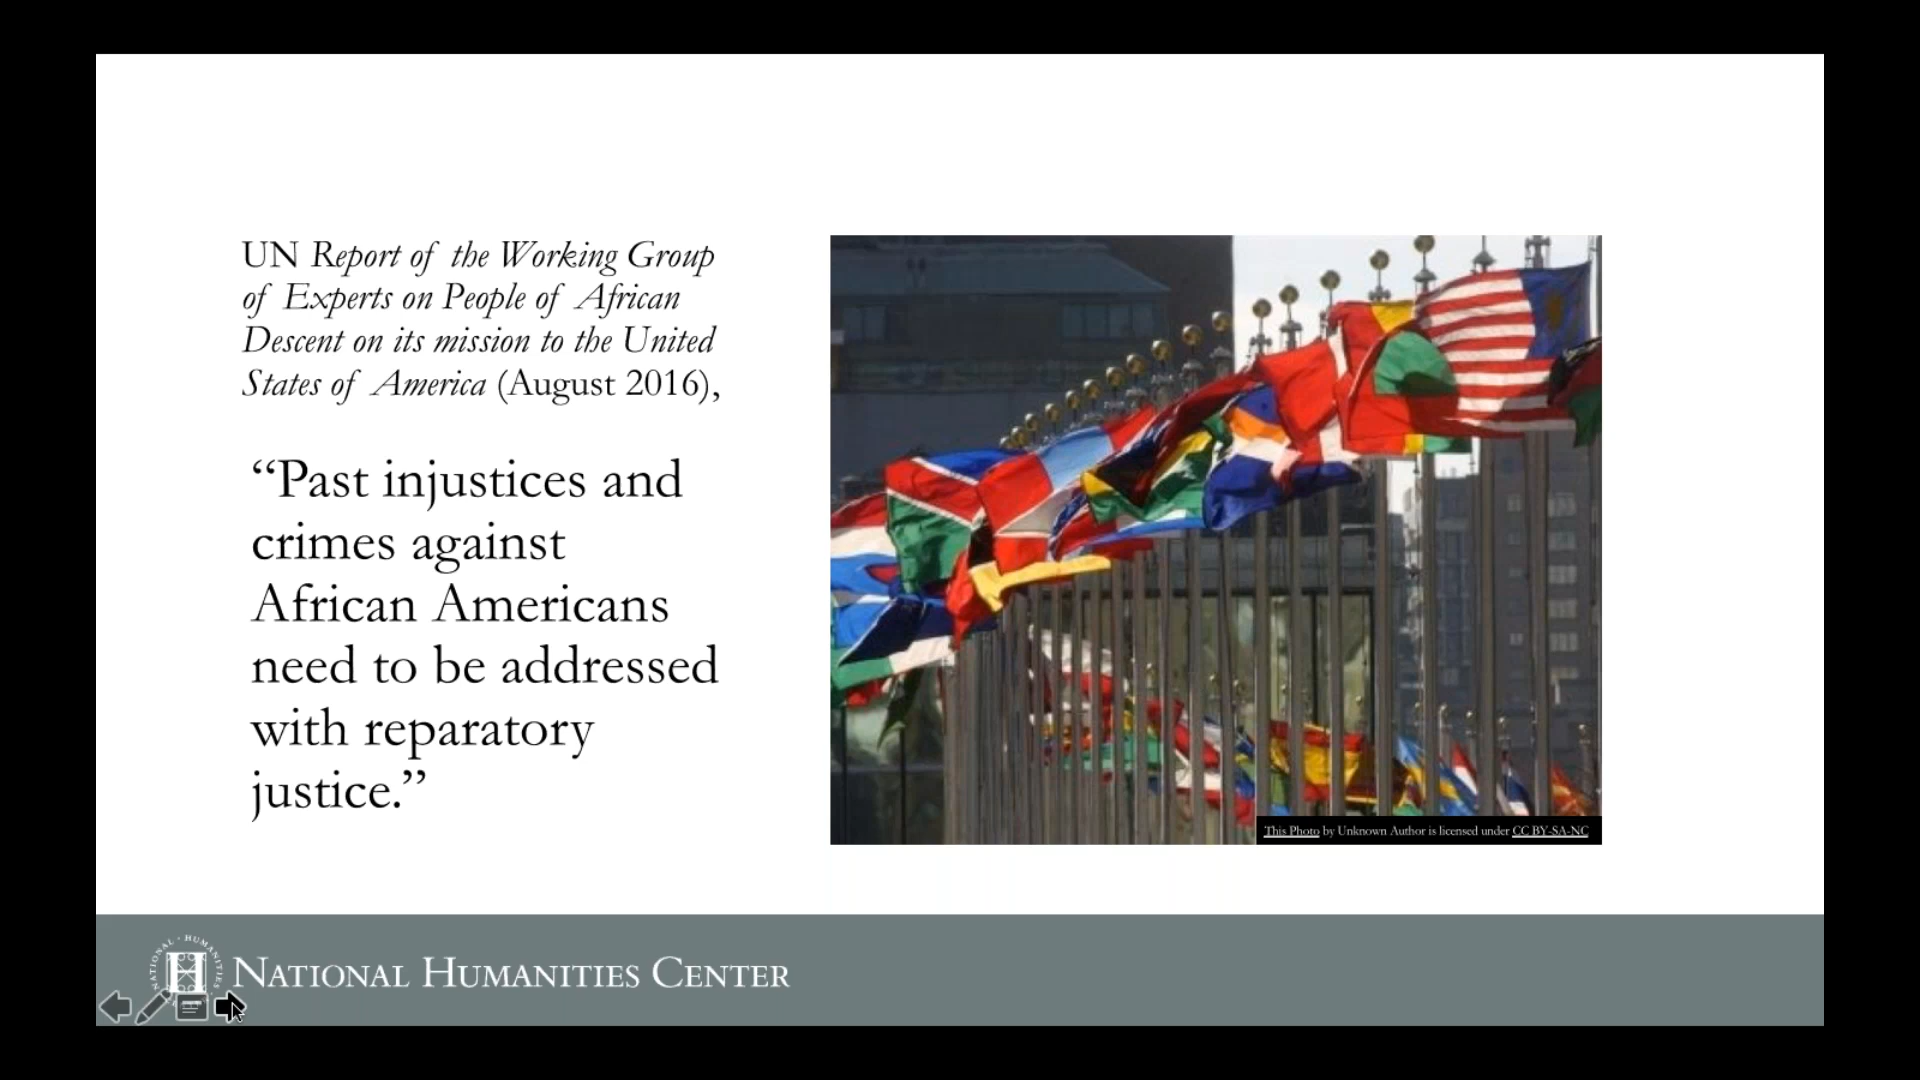 UN Report of the Working Group
of Experts on People of African
Descent on its mission to the United
States of America (August 2016),
“Past injustices and
crimes against
African Americans
need to be addressed
with reparatory
justice.”
This Photo by Unknown Author is licensed under CC BY-SA-NC
NATIONAL · HUMANITIES
H
NATIONAL HUMANITIES CENTER